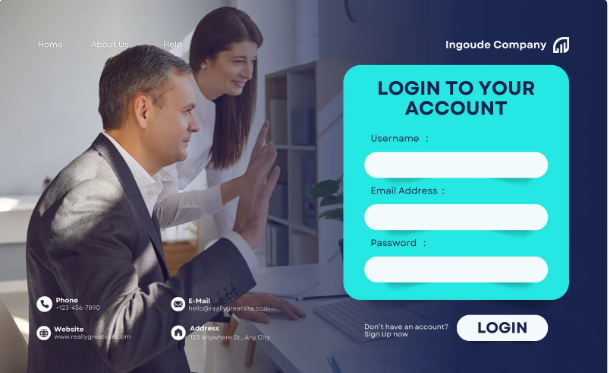 Home
About Us
Help
Ingoude Company
LOGIN TO YOUR
ACCOUNT
Username :
Email Address :
Password :
Phone
+123-456-7890
E-Mail
hello@reallygreatsite.com
Website
www.reallygreatsite.com
Address
123 Anywhere St., Any City
Don't have an account?
Sign Up now
LOGIN